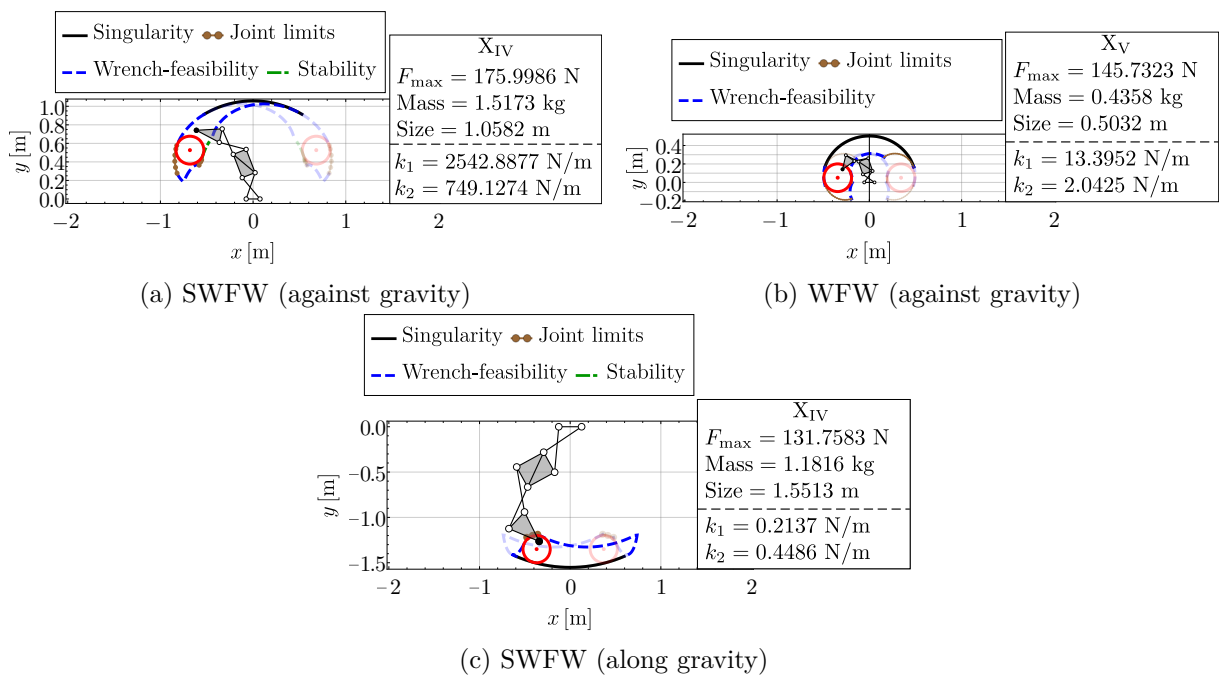 Singularity Joint limits
Wrench-feasibility Stability
X_IV
F_max = 175.9986 N
Mass = 1.5173 kg
Size = 1.0582 m
k_1 = 2542.8877 N/m
k_2 = 749.1274 N/m
1.0
0.8
0.6
0.4
0.2
0.0
y [m]
−2 −1 0 1 2
x [m]
(a) SWFW (against gravity)
Singularity Joint limits
Wrench-feasibility
X_V
F_max = 145.7323 N
Mass = 0.4358 kg
Size = 0.5032 m
k_1 = 13.3952 N/m
k_2 = 2.0425 N/m
0.4
0.2
0.0
−0.2
y [m]
−2 −1 0 1 2
x [m]
(b) WFW (against gravity)
Singularity Joint limits
Wrench-feasibility Stability
X_IV
F_max = 131.7583 N
Mass = 1.1816 kg
Size = 1.5513 m
k_1 = 0.2137 N/m
k_2 = 0.4486 N/m
0.0
−0.5
−1.0
−1.5
y [m]
−2 −1 0 1 2
x [m]
(c) SWFW (along gravity)